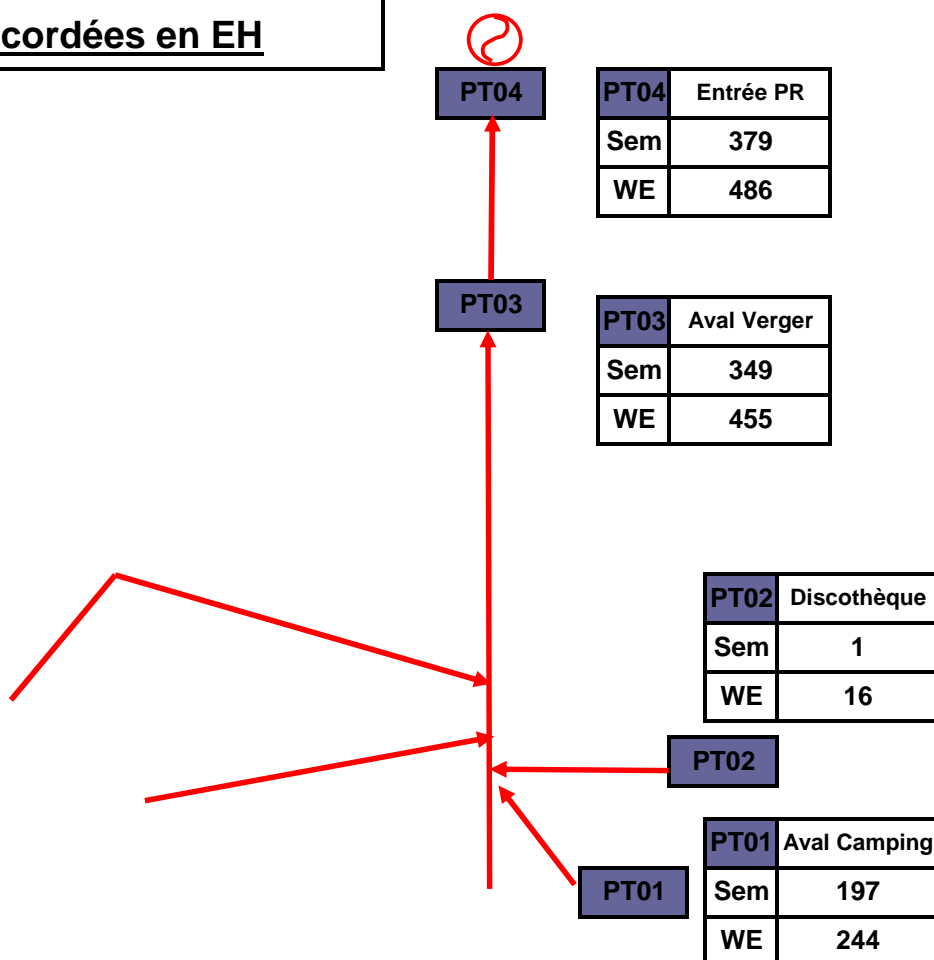 cordées en EH
PT04
PT04 Entrée PR
Sem 379
WE 486
PT03
PT03 Aval Verger
Sem 349
WE 455
PT02 Discothèque
Sem 1
WE 16
PT02
PT01 Aval Camping
PT01
Sem 197
WE 244